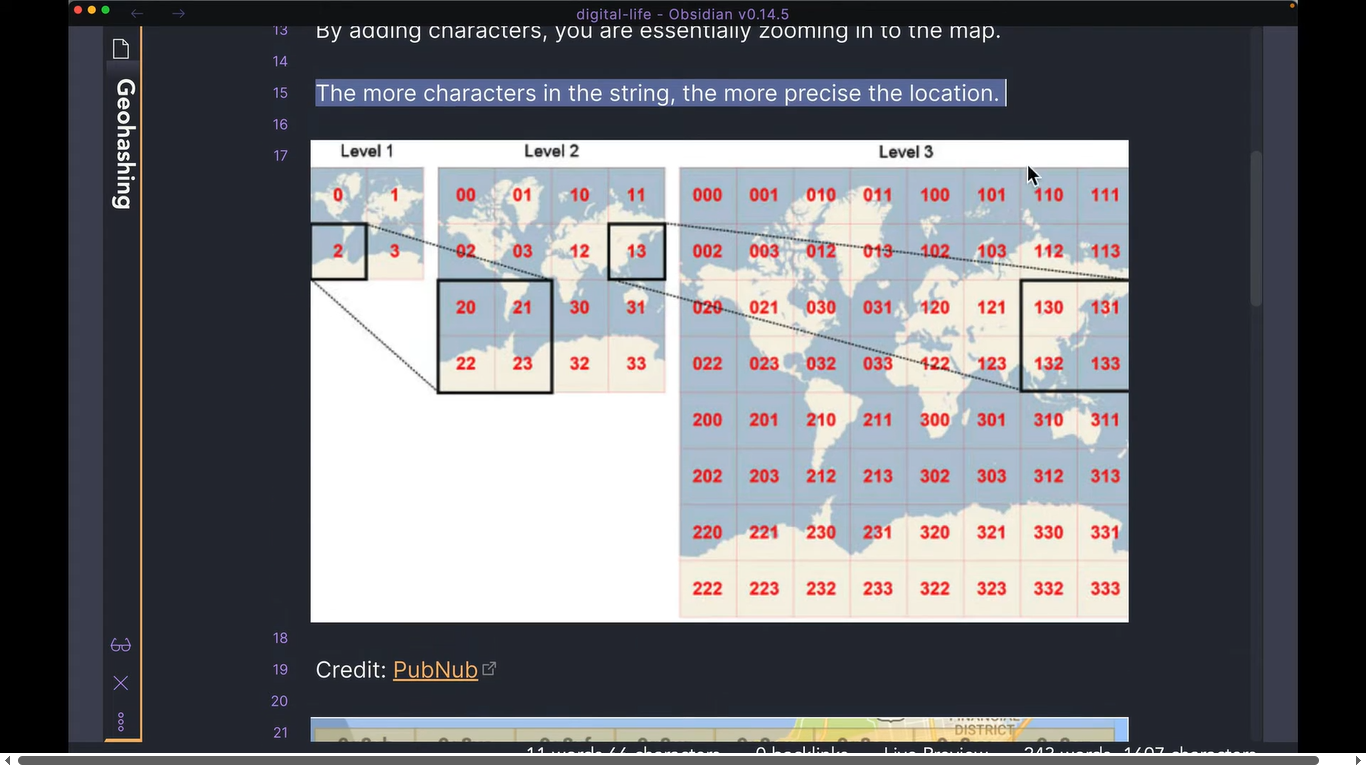 digital-life - Obsidian v0.14.5
Geohashing
13 By adding characters, you are essentially zooming in to the map.
14
15 The more characters in the string, the more precise the location.
16
17
Level 1 Level 2 Level 3
0 1 00 01 10 11 000 001 010 011 100 101 110 111
2 3 02 03 12 13 002 003 012 013 102 103 112 113
20 21 30 31 020 021 030 031 120 121 130 131
22 23 32 33 022 023 032 033 122 123 132 133
200 201 210 211 300 301 310 311
202 203 212 213 302 303 312 313
220 221 230 231 320 321 330 331
222 223 232 233 322 323 332 333
18
19 Credit: PubNub
20
21
FINANCIAL
DISTRICT
11 words 66 characters 0 backlinks Live Preview 243 words 1607 characters